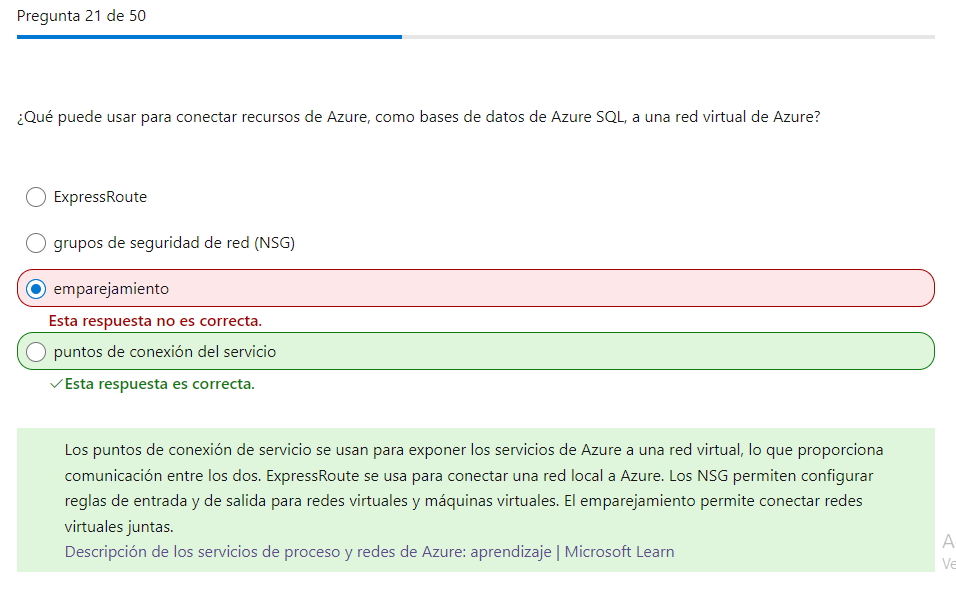 Pregunta 21 de 50
¿Qué puede usar para conectar recursos de Azure, como bases de datos de Azure SQL, a una red virtual de Azure?
ExpressRoute
grupos de seguridad de red (NSG)
emparejamiento
Esta respuesta no es correcta.
puntos de conexión del servicio
Esta respuesta es correcta.
Los puntos de conexión de servicio se usan para exponer los servicios de Azure a una red virtual, lo que proporciona
comunicación entre los dos. ExpressRoute se usa para conectar una red local a Azure. Los NSG permiten configurar
reglas de entrada y de salida para redes virtuales y máquinas virtuales. El emparejamiento permite conectar redes
virtuales juntas.
Descripción de los servicios de proceso y redes de Azure: aprendizaje | Microsoft Learn
A
Ve